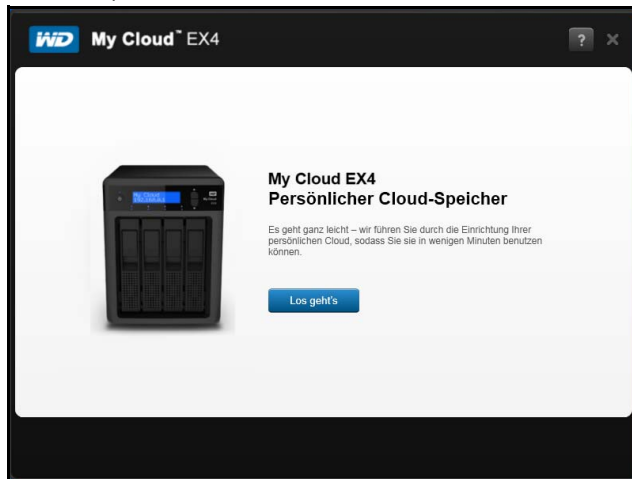 WD My Cloud™ EX4
?
My Cloud EX4
Persönlicher Cloud-Speicher
Es geht ganz leicht – wir führen Sie durch die Einrichtung Ihrer
persönlichen Cloud, sodass Sie sie in wenigen Minuten benutzen
können.
Los geht's